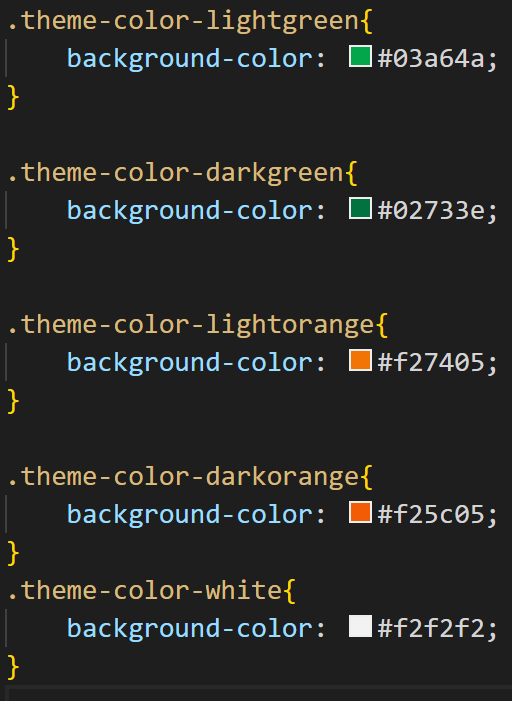 .theme-color-lightgreen{
    background-color: #03a64a;
}

.theme-color-darkgreen{
    background-color: #02733e;
}

.theme-color-lightorange{
    background-color: #f27405;
}

.theme-color-darkorange{
    background-color: #f25c05;
}
.theme-color-white{
    background-color: #f2f2f2;
}